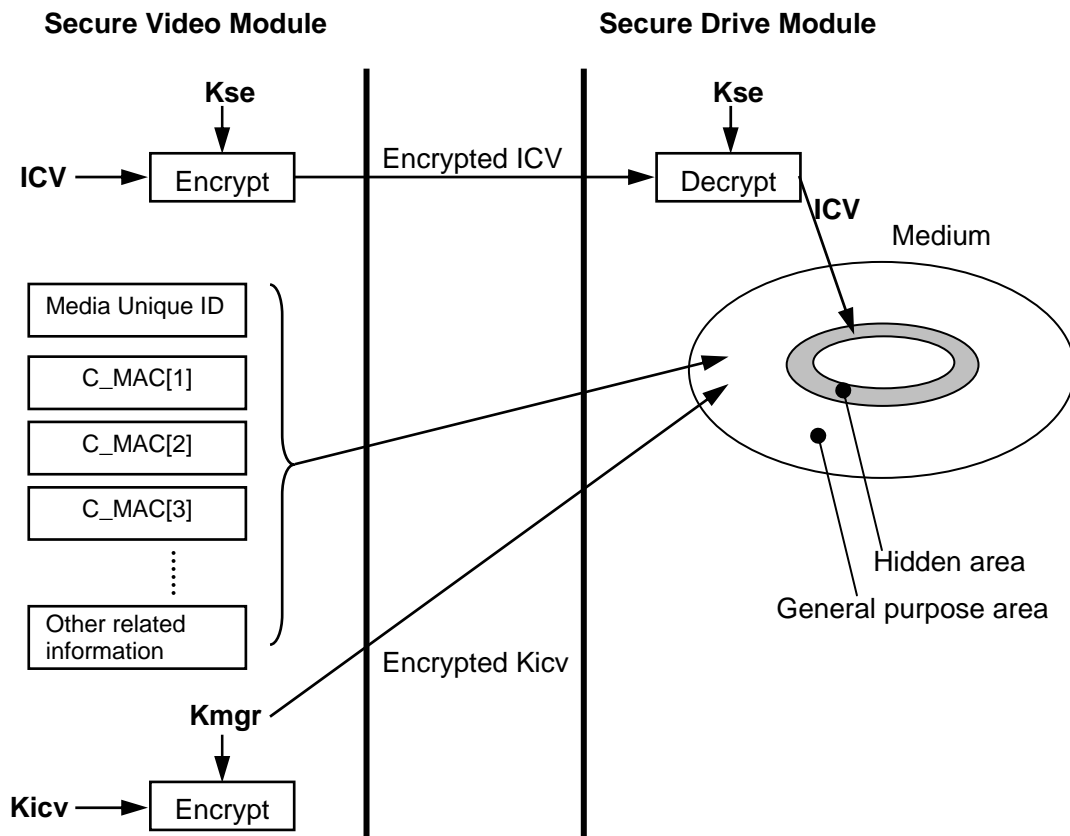 Secure Video Module
Secure Drive Module
Kse
Kse
ICV
Encrypt
Encrypted ICV
Decrypt
ICV
Medium
Media Unique ID
C_MAC[1]
C_MAC[2]
C_MAC[3]
Hidden area
General purpose area
Other related
information
Encrypted Kicv
Kmgr
Kicv
Encrypt